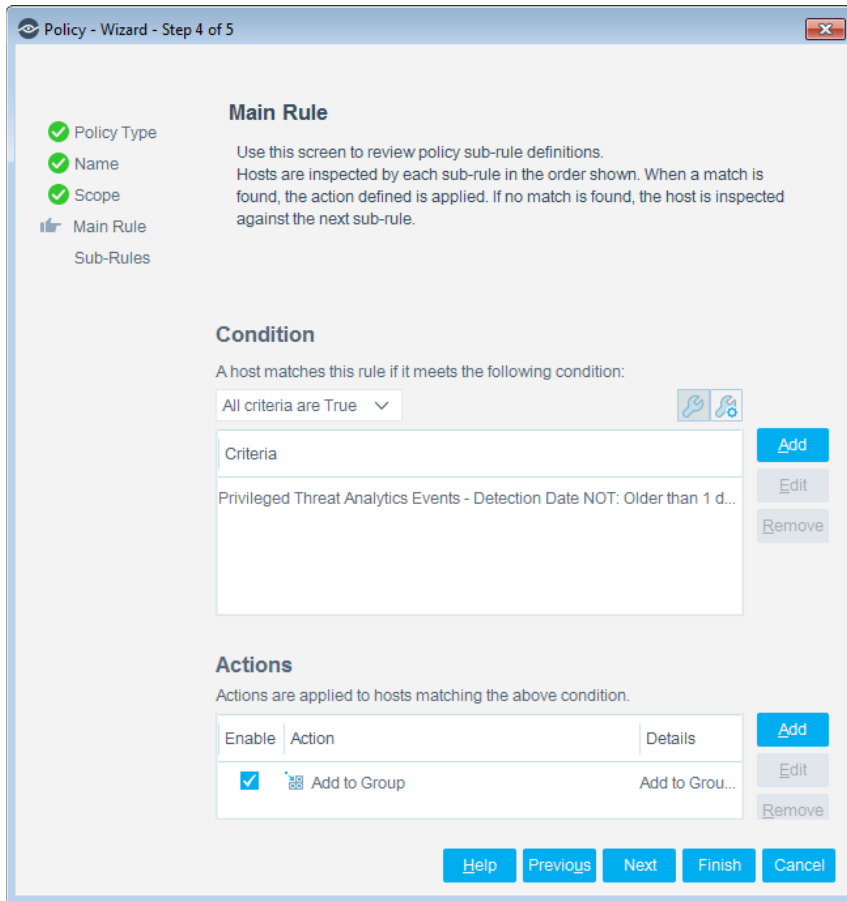 Policy - Wizard - Step 4 of 5
Policy Type
Name
Scope
Main Rule
Sub-Rules
Main Rule
Use this screen to review policy sub-rule definitions.
Hosts are inspected by each sub-rule in the order shown. When a match is
found, the action defined is applied. If no match is found, the host is inspected
against the next sub-rule.
Condition
A host matches this rule if it meets the following condition:
All criteria are True
Criteria
Add
Privileged Threat Analytics Events - Detection Date NOT: Older than 1 d...
Edit
Remove
Actions
Actions are applied to hosts matching the above condition.
Enable Action Details
Add
Add to Group Add to Grou...
Edit
Remove
Help Previous Next Finish Cancel